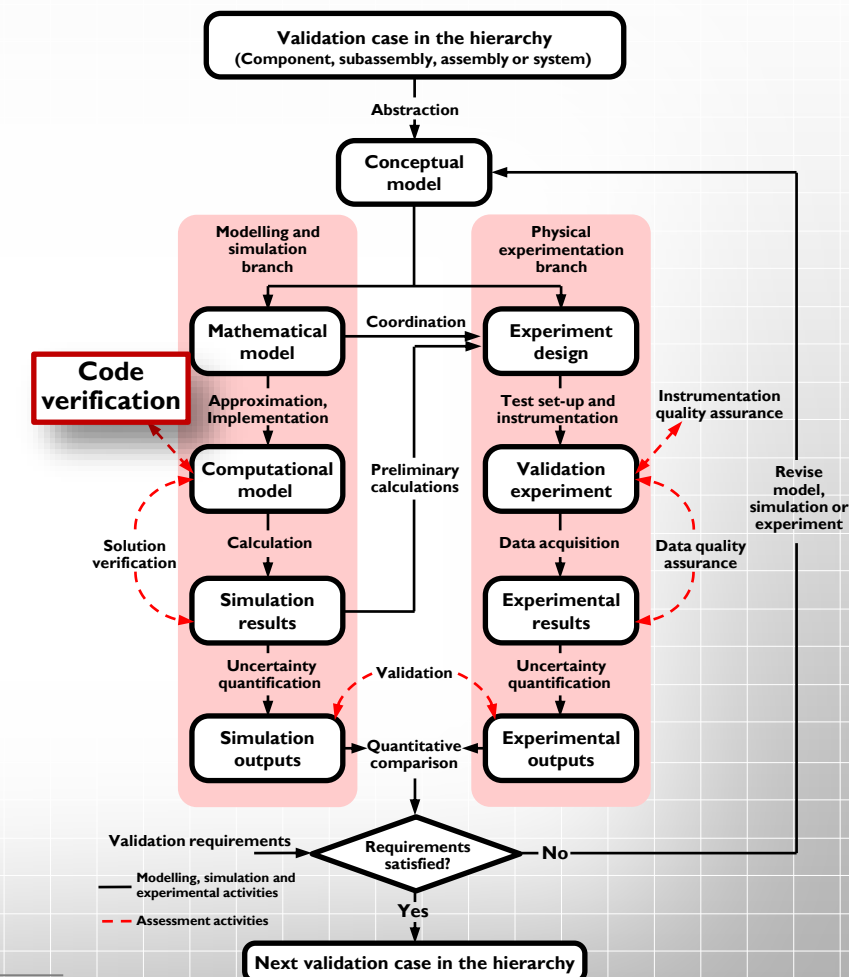 Validation case in the hierarchy
(Component, subassembly, assembly or system)
Abstraction
Conceptual
model
Modelling and
simulation
branch
Physical
experimentation
branch
Mathematical
model
Coordination
Experiment
design
Code
verification
Approximation,
Implementation
Test set-up and
instrumentation
Instrumentation
quality assurance
Computational
model
Preliminary
calculations
Validation
experiment
Revise
model,
simulation or
experiment
Solution
verification
Calculation
Data acquisition
Data quality
assurance
Simulation
results
Experimental
results
Uncertainty
quantification
Validation
Uncertainty
quantification
Simulation
outputs
Quantitative
comparison
Experimental
outputs
Validation requirements
Requirements
satisfied?
No
Modelling, simulation and
experimental activities
Assessment activities
Yes
Next validation case in the hierarchy